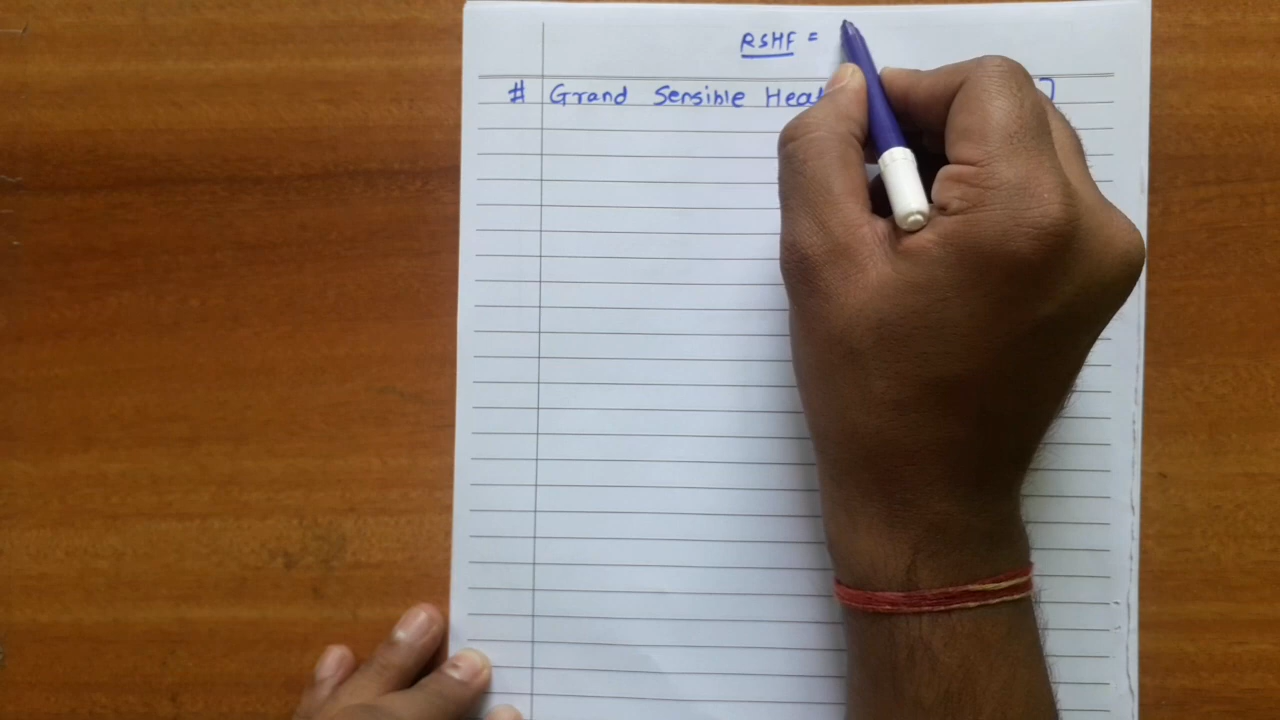 RSHF =
# Grand Sensible Heat ]